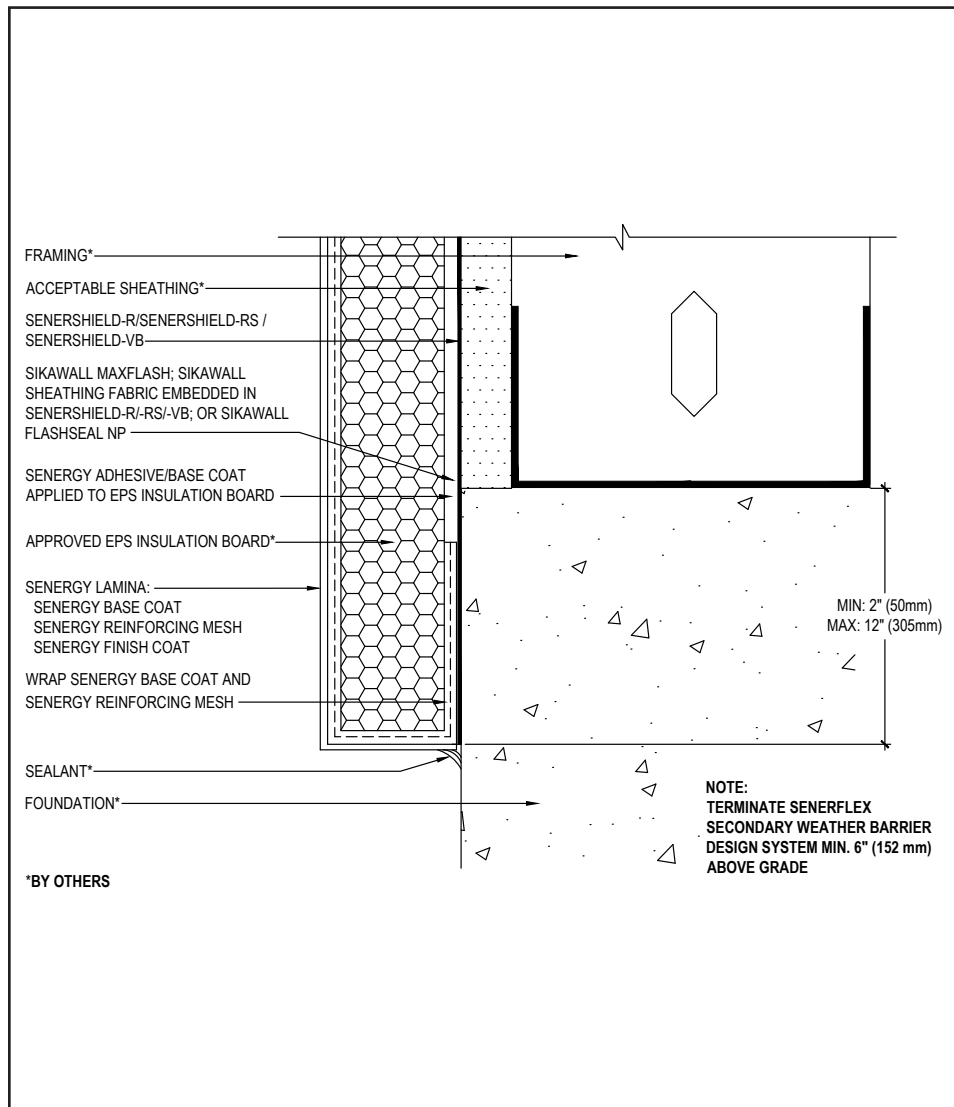 FRAMING*
ACCEPTABLE SHEATHING*
SENERSHIELD-R/SENERSHIELD-RS /
SENERSHIELD-VB
SIKAWALL MAXFLASH; SIKAWALL
SHEATHING FABRIC EMBEDDED IN
SENERSHIELD-R/-RS/-VB; OR SIKAWALL
FLASHSEAL NP
SENERGY ADHESIVE/BASE COAT
APPLIED TO EPS INSULATION BOARD
APPROVED EPS INSULATION BOARD*
SENERGY LAMINA:
SENERGY BASE COAT
SENERGY REINFORCING MESH
SENERGY FINISH COAT
WRAP SENERGY BASE COAT AND
SENERGY REINFORCING MESH
SEALANT*
FOUNDATION*
*BY OTHERS
MIN: 2" (50mm)
MAX: 12" (305mm)
NOTE:
TERMINATE SENERFLEX
SECONDARY WEATHER BARRIER
DESIGN SYSTEM MIN. 6" (152 mm)
ABOVE GRADE